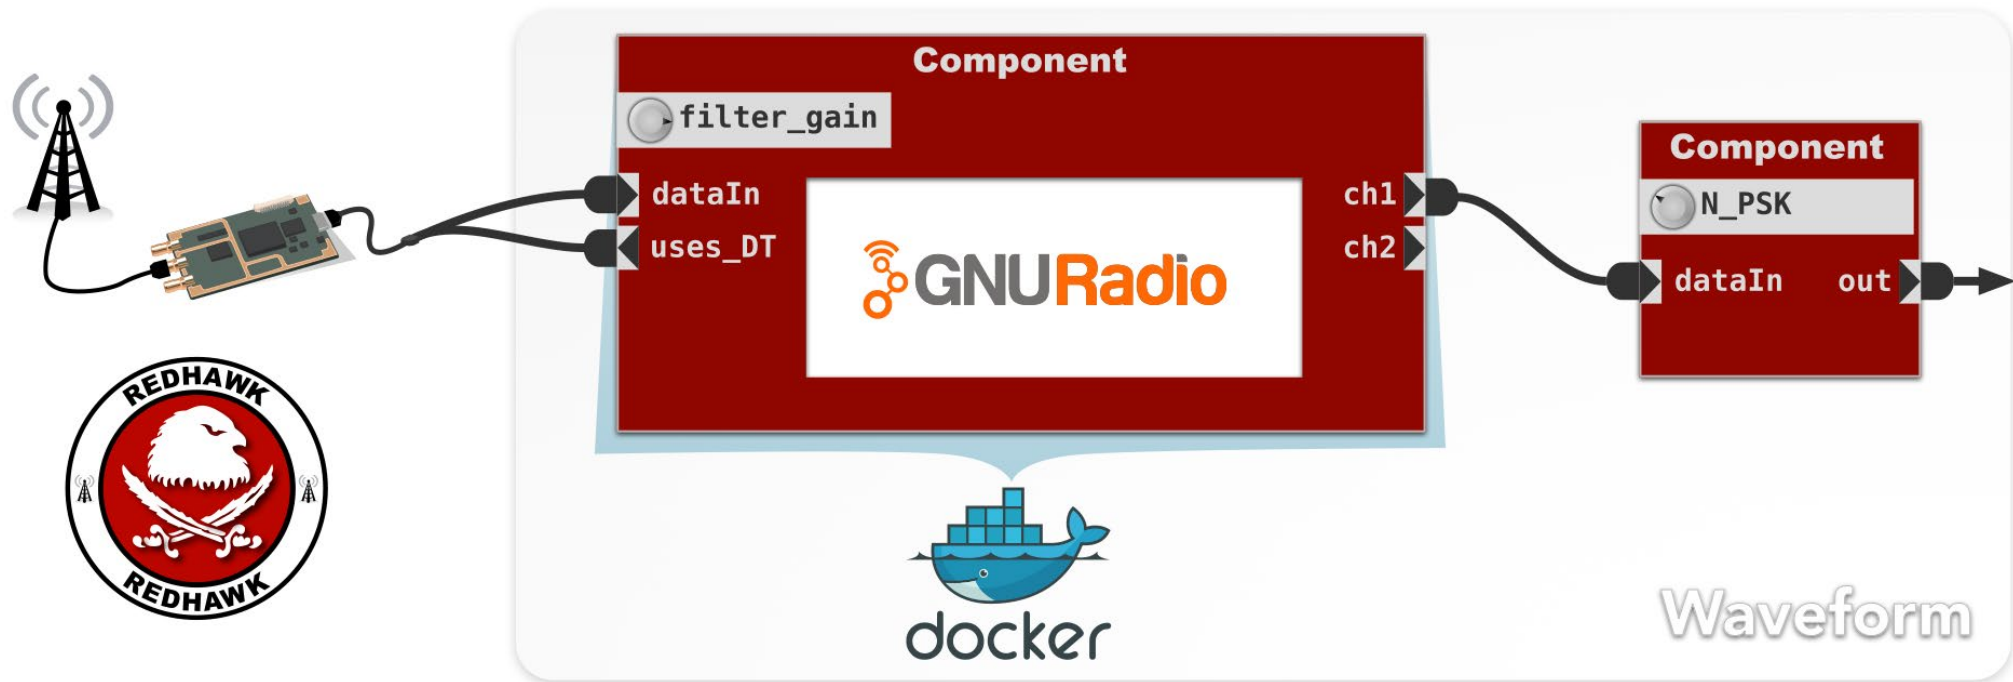 Component
filter_gain
dataIn
uses_DT
GNURadio
ch1
ch2
Component
N_PSK
dataIn
out
REDHAWK
REDHAWK
docker
Waveform